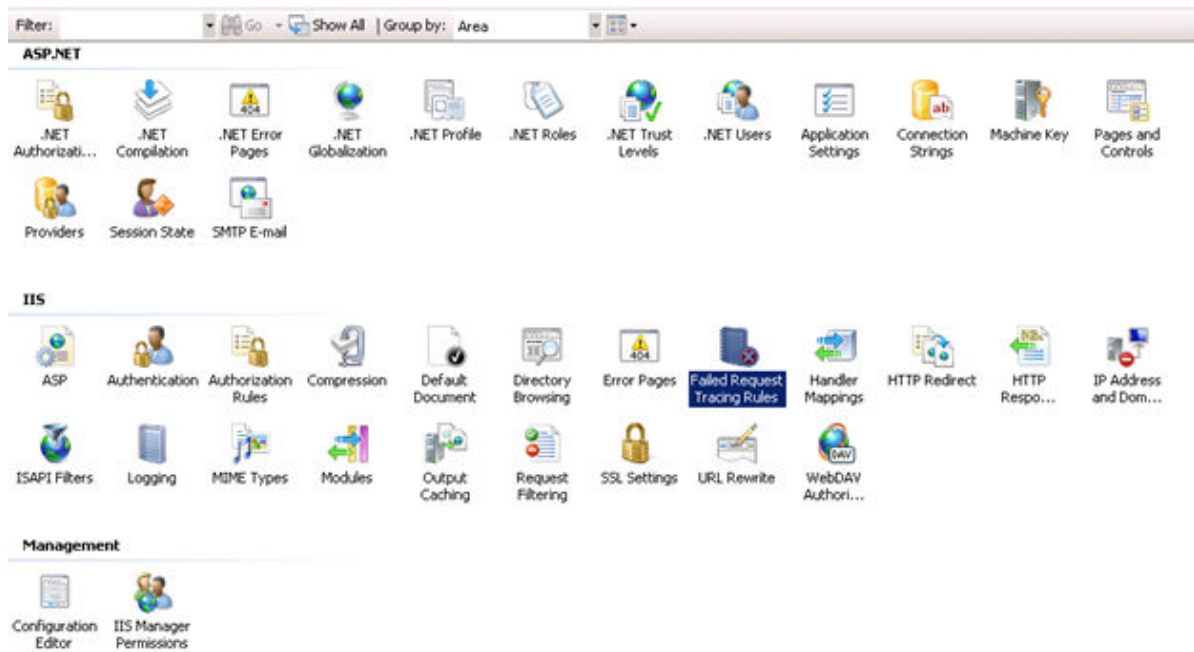 Filter: Go Show All Group by: Area
ASP.NET
.NET Authorizati... .NET Compilation .NET Error Pages .NET Globalization .NET Profile .NET Roles .NET Trust Levels .NET Users Application Settings Connection Strings Machine Key Pages and Controls
Providers Session State SMTP E-mail
IIS
ASP Authentication Authorization Rules Compression Default Document Directory Browsing Error Pages Failed Request Tracing Rules Handler Mappings HTTP Redirect HTTP Respo... IP Address and Dom...
ISAPI Filters Logging MIME Types Modules Output Caching Request Filtering SSL Settings URL Rewrite WebDAV Authori...
Management
Configuration Editor IIS Manager Permissions